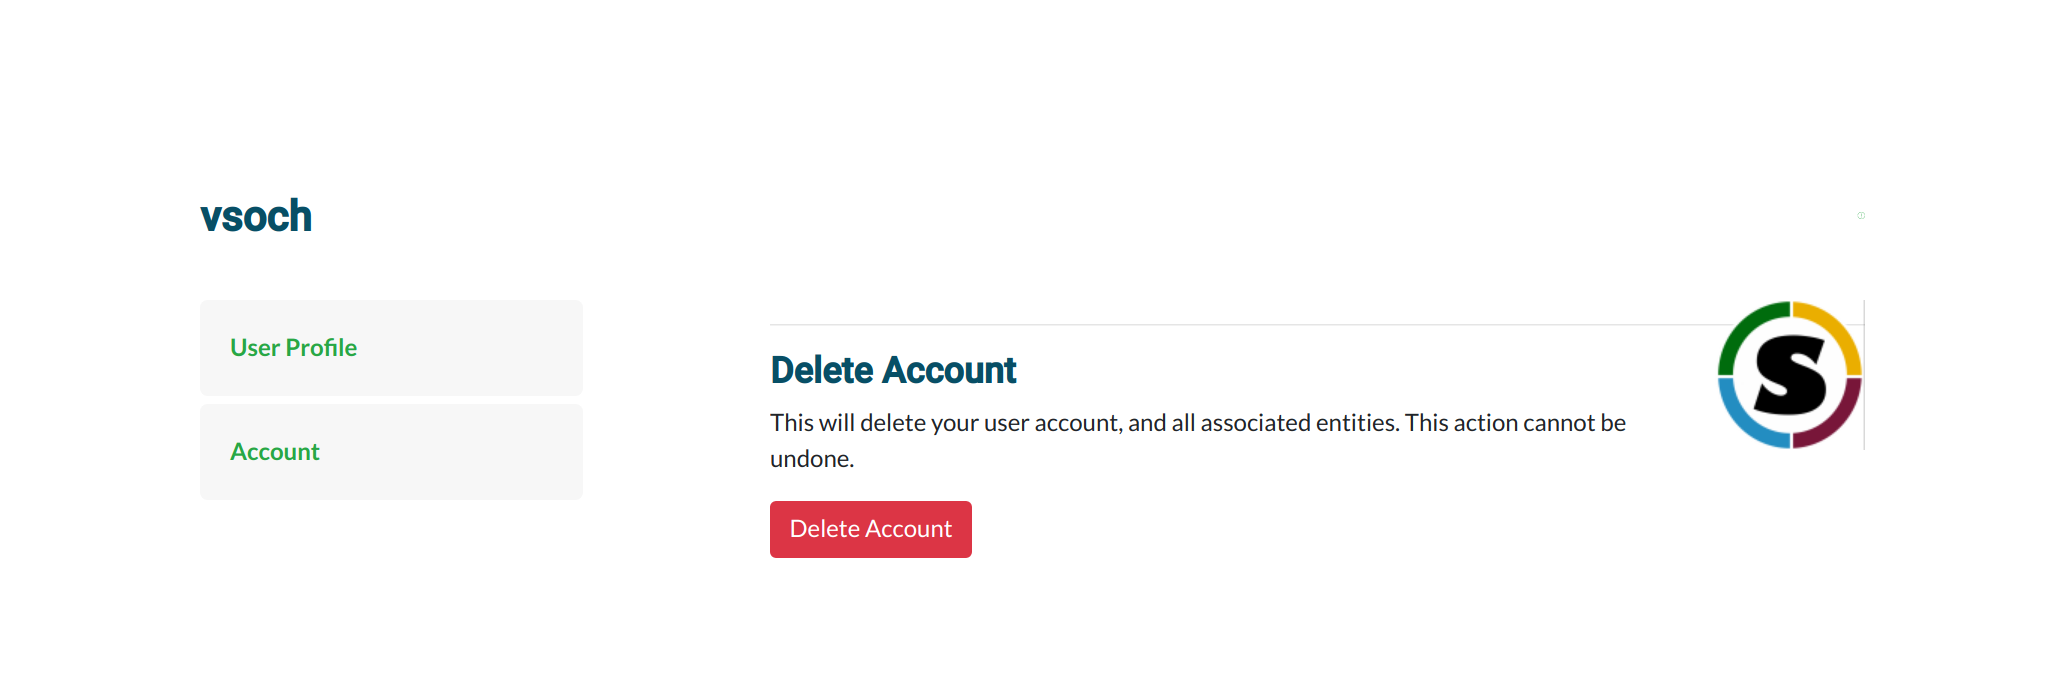 vsoch
User Profile
Account
Delete Account
This will delete your user account, and all associated entities. This action cannot be
undone.
Delete Account
S